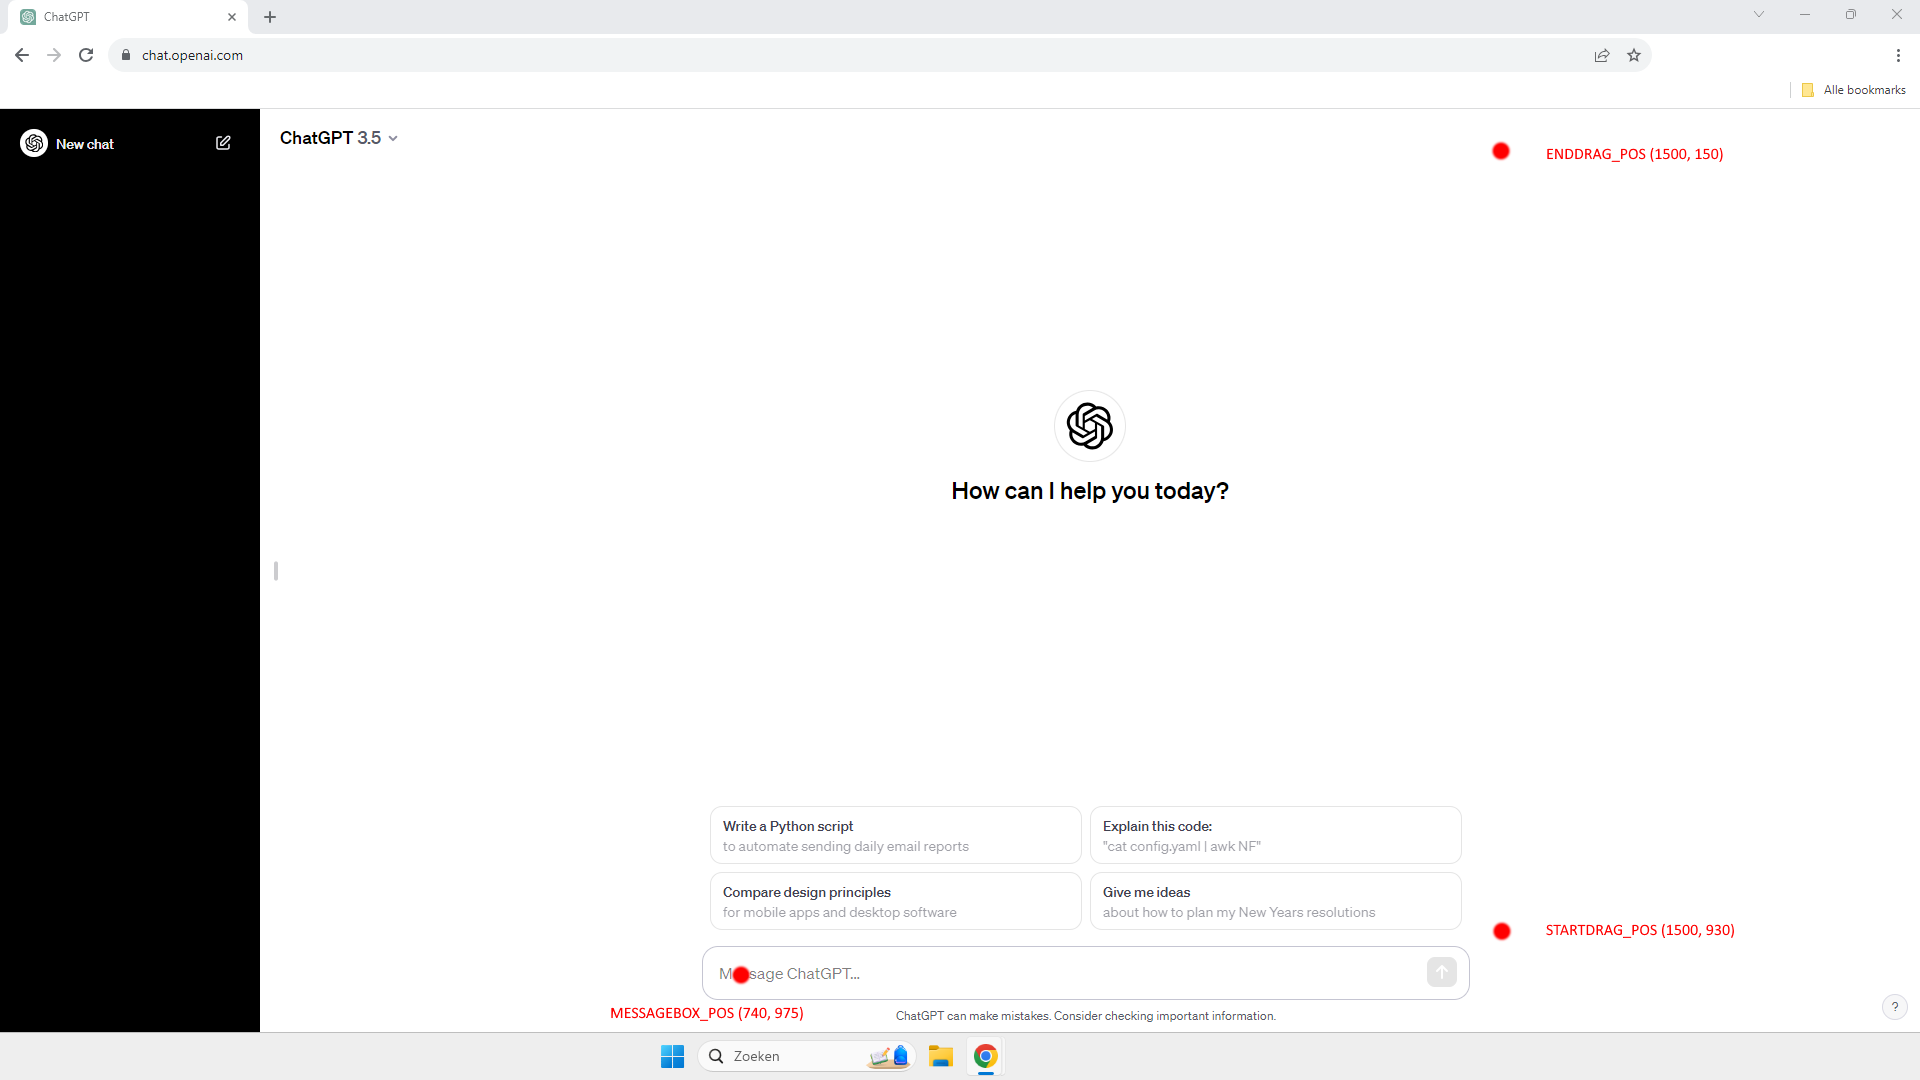 ChatGPT
chat.openai.com
Alle bookmarks
New chat
ChatGPT 3.5
ENDDRAG_POS (1500, 150)
How can I help you today?
Write a Python script
to automate sending daily email reports
Explain this code:
"cat config.yaml | awk NF"
Compare design principles
for mobile apps and desktop software
Give me ideas
about how to plan my New Years resolutions
STARTDRAG_POS (1500, 930)
M sage ChatGPT...
MESSAGEBOX_POS (740, 975)
ChatGPT can make mistakes. Consider checking important information.
?
Zoeken